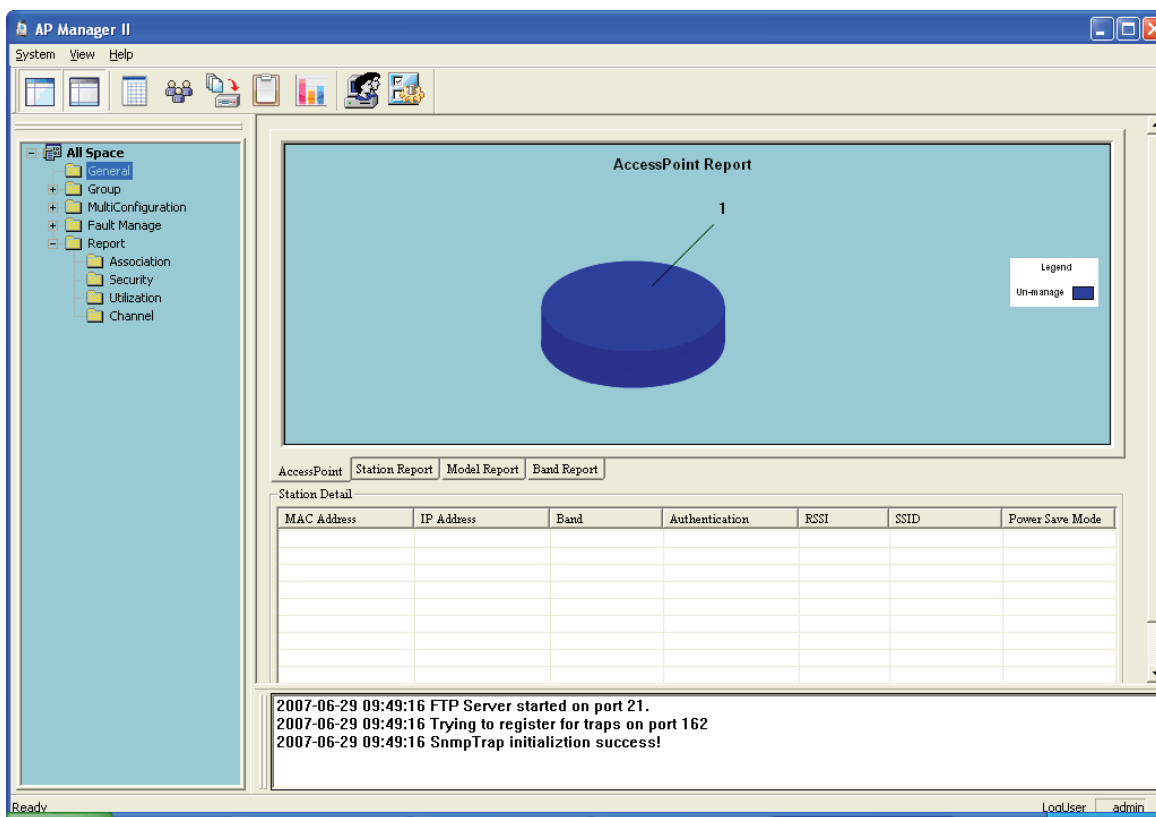 AP Manager II
System View Help
All Space
General
Group
MultiConfiguration
Fault Manage
Report
Association
Security
Utilization
Channel
AccessPoint Report
1
Legend
Un-manage
AccessPoint Station Report Model Report Band Report
Station Detail
MAC Address IP Address Band Authentication RSSI SSID Power Save Mode
2007-06-29 09:49:16 FTP Server started on port 21.
2007-06-29 09:49:16 Trying to register for traps on port 162
2007-06-29 09:49:16 SnmpTrap initializtion success!
Ready LogUser admin